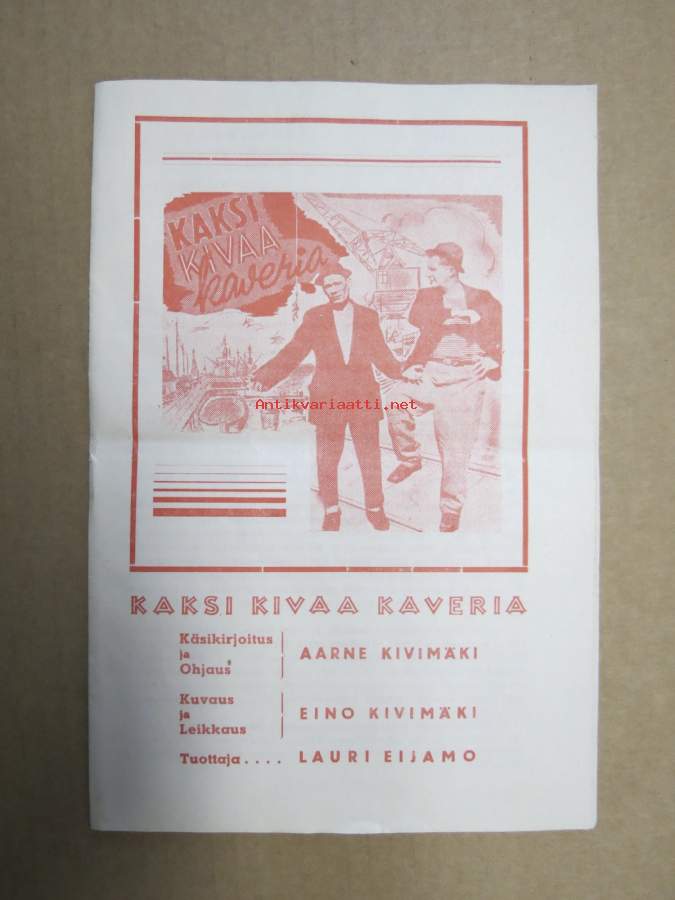 KAKSI
KIVAA
Kaveria
Antikvariaatti.net
KAKSI KIVAA KAVERIA
Käsikirjoitus
ja
Ohjaus
AARNE KIVIMÄKI
Kuvaus
ja
Leikkaus
EINO KIVIMÄKI
Tuottaja.... LAURI EIJAMO